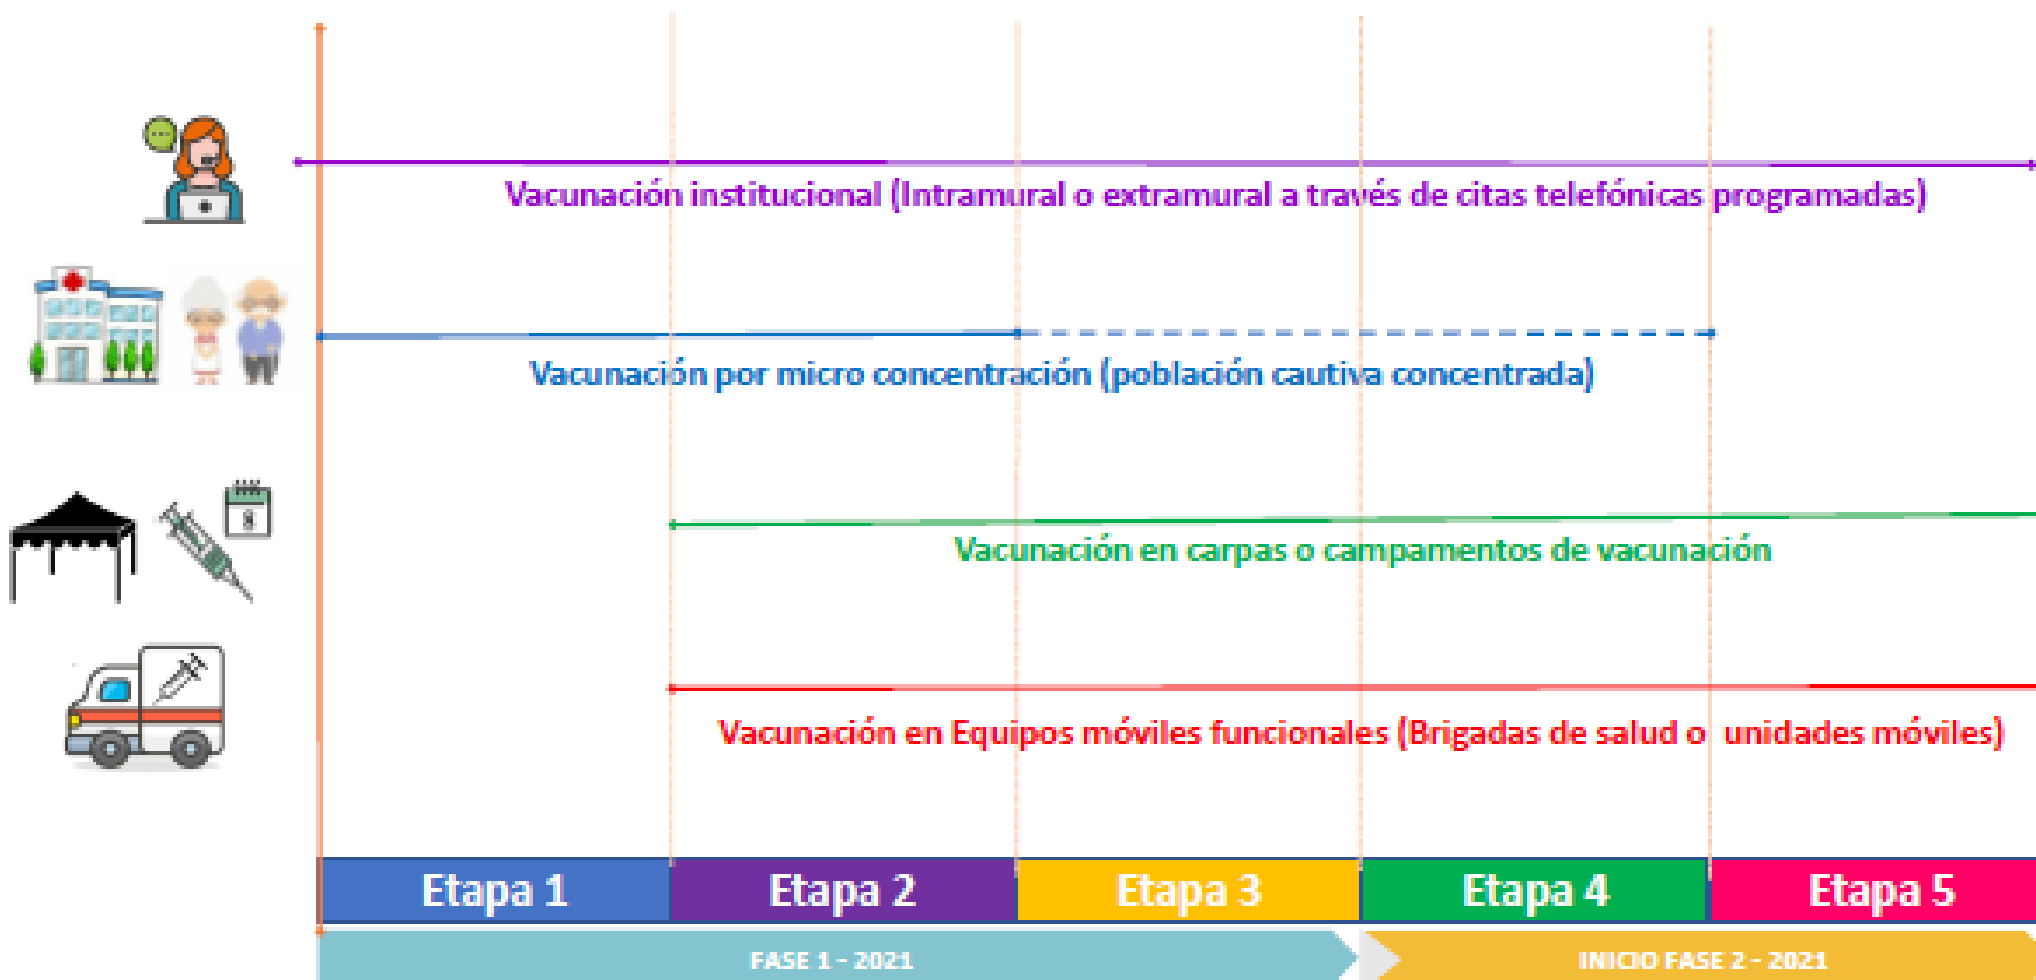 Vacunación institucional (Intramural o extramural a través de citas telefónicas programadas)
Vacunación por micro concentración (población cautiva concentrada)
Vacunación en carpas o campamentos de vacunación
Vacunación en Equipos móviles funcionales (Brigadas de salud o unidades móviles)
Etapa 1 Etapa 2 Etapa 3 Etapa 4 Etapa 5
FASE 1 - 2021 INICIO FASE 2 - 2021